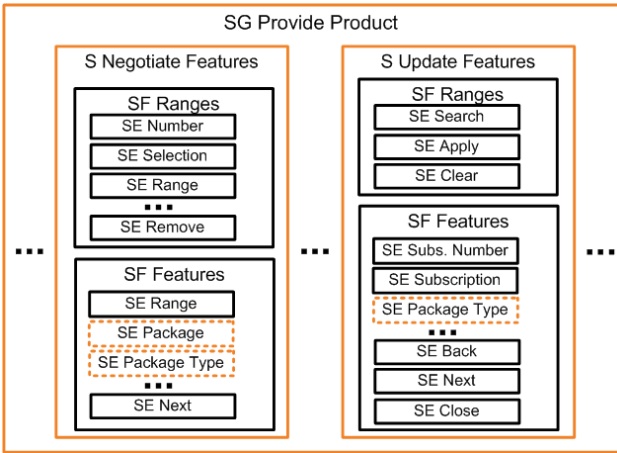 SG Provide Product
S Negotiate Features
SF Ranges
SE Number
SE Selection
SE Range
...
SE Remove
SF Features
SE Range
SE Package
SE Package Type
...
SE Next
S Update Features
SF Ranges
SE Search
SE Apply
SE Clear
SF Features
SE Subs. Number
SE Subscription
SE Package Type
...
SE Back
SE Next
SE Close
... ... ...